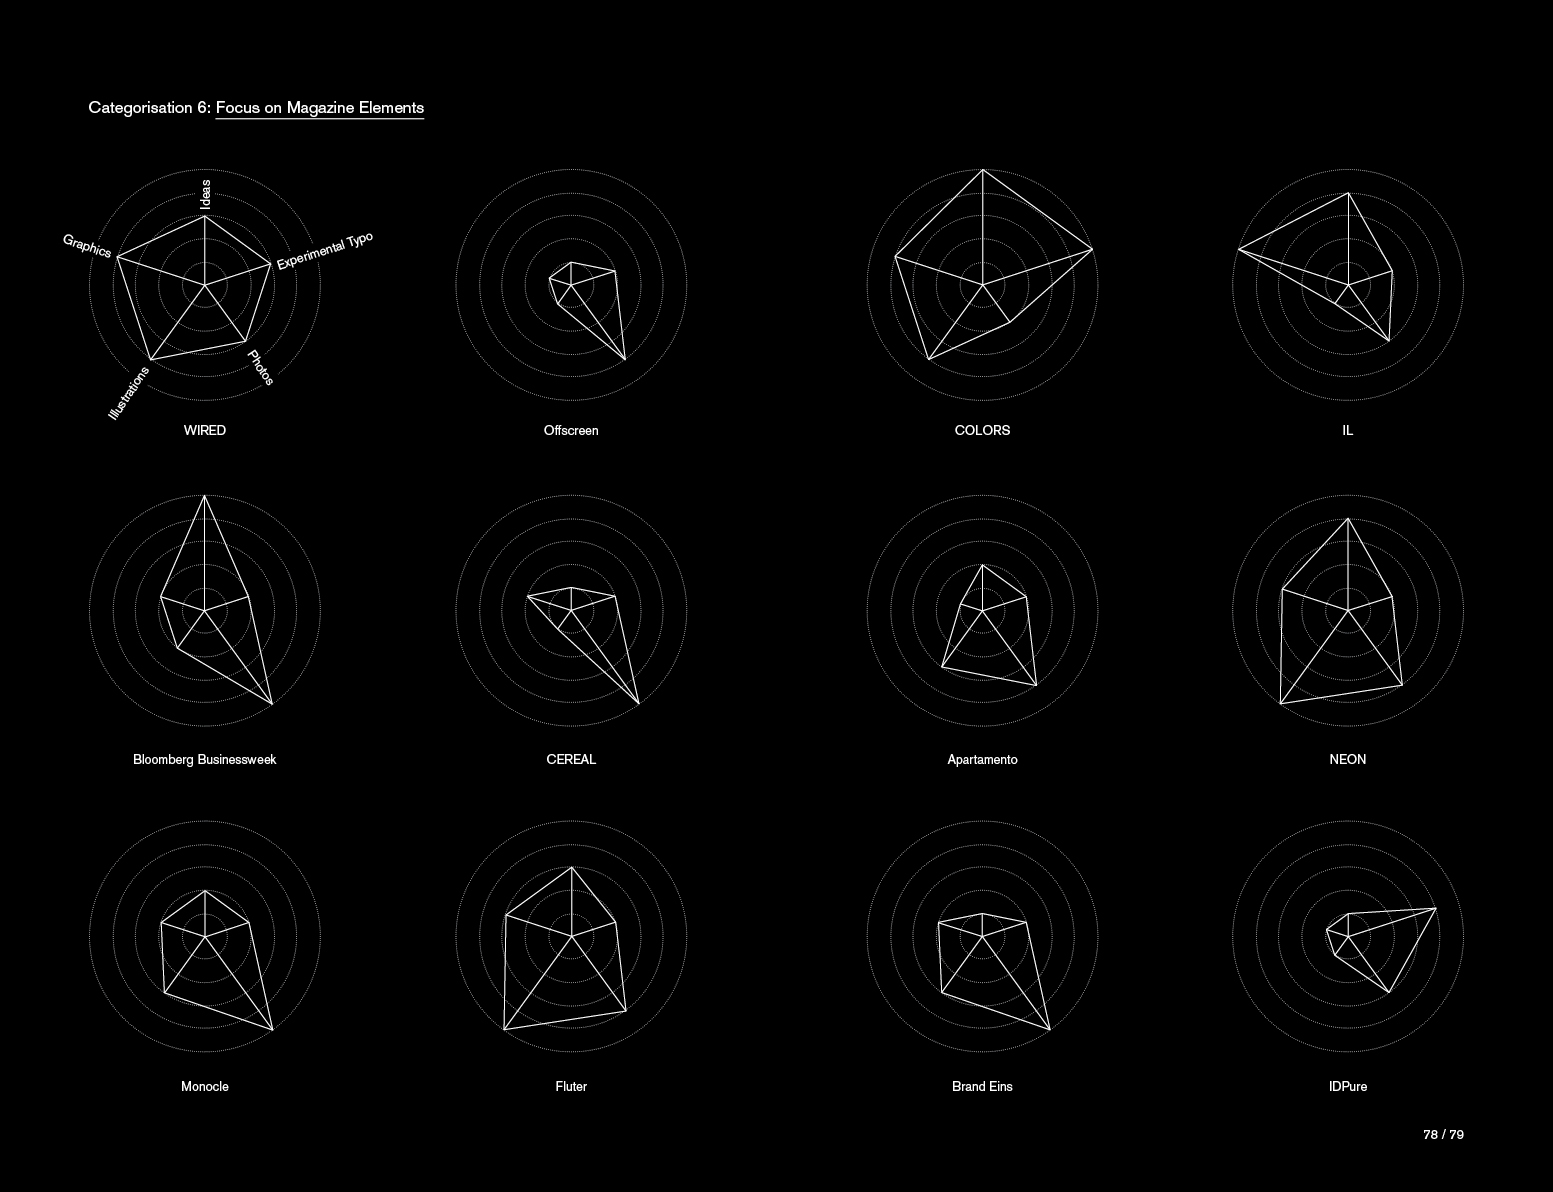 Categorisation 6: Focus on Magazine Elements
Ideas
Graphics
Experimental Typo
Photos
Illustrations
WIRED
Offscreen
COLORS
IL
Bloomberg Businessweek
CEREAL
Apartamento
NEON
Monocle
Fluter
Brand Eins
IDPure
78 / 79